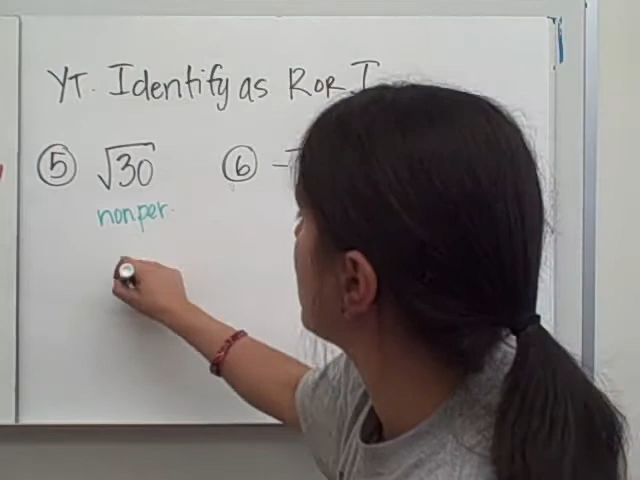 YT. Identify as R OR I
5 √30 6 -
nonper.